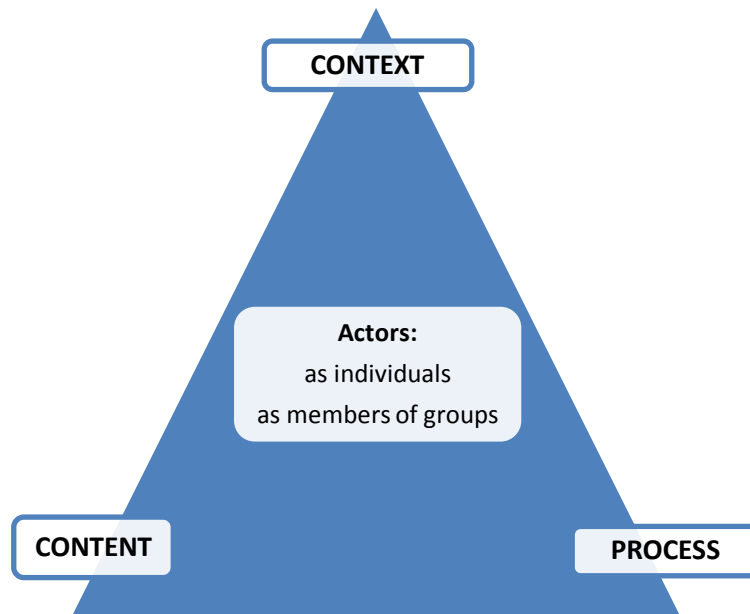 CONTEXT
Actors:
as individuals
as members of groups
CONTENT
PROCESS